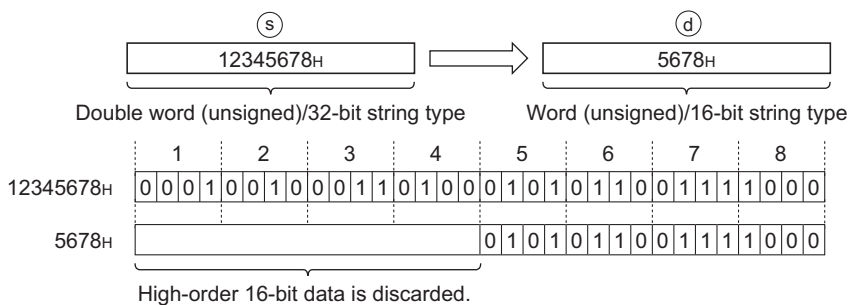 s d
12345678H 5678H
Double word (unsigned)/32-bit string type Word (unsigned)/16-bit string type
1 2 3 4 5 6 7 8
12345678H 0 0 0 1 0 0 1 0 0 0 1 1 0 1 0 0 0 1 0 1 0 1 1 0 0 1 1 1 1 0 0 0
5678H 0 1 0 1 0 1 1 0 0 1 1 1 1 0 0 0
High-order 16-bit data is discarded.